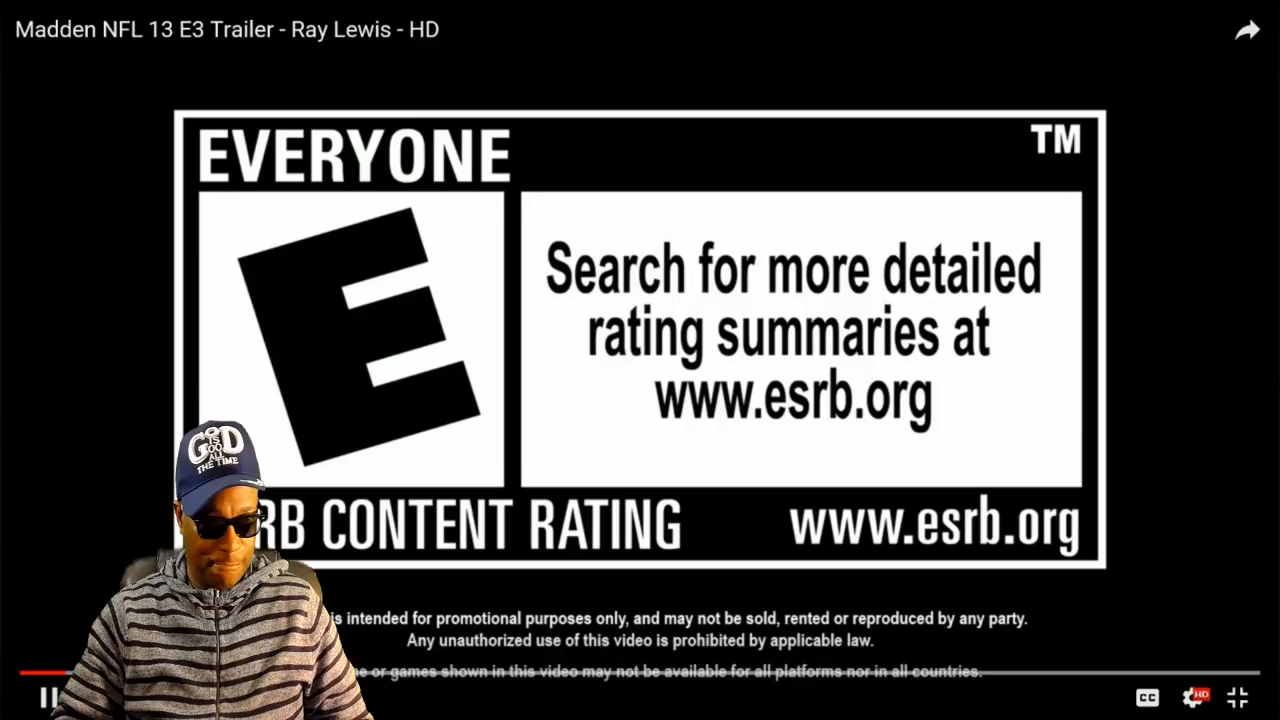 Madden NFL 13 E3 Trailer - Ray Lewis - HD
EVERYONE
TM
E
Search for more detailed
rating summaries at
www.esrb.org
GOD
IS
GOOD
ALL
THE TIME
RB CONTENT RATING
www.esrb.org
is intended for promotional purposes only, and may not be sold, rented or reproduced by any party.
Any unauthorized use of this video is prohibited by applicable law.
or games shown in this video may not be available for all platforms nor in all countries.
CC
HD